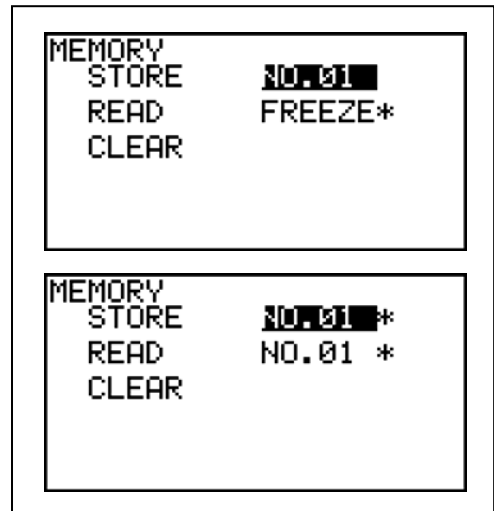 MEMORY
STORE NO.01
READ FREEZE*
CLEAR
MEMORY
STORE NO.01 *
READ NO.01 *
CLEAR